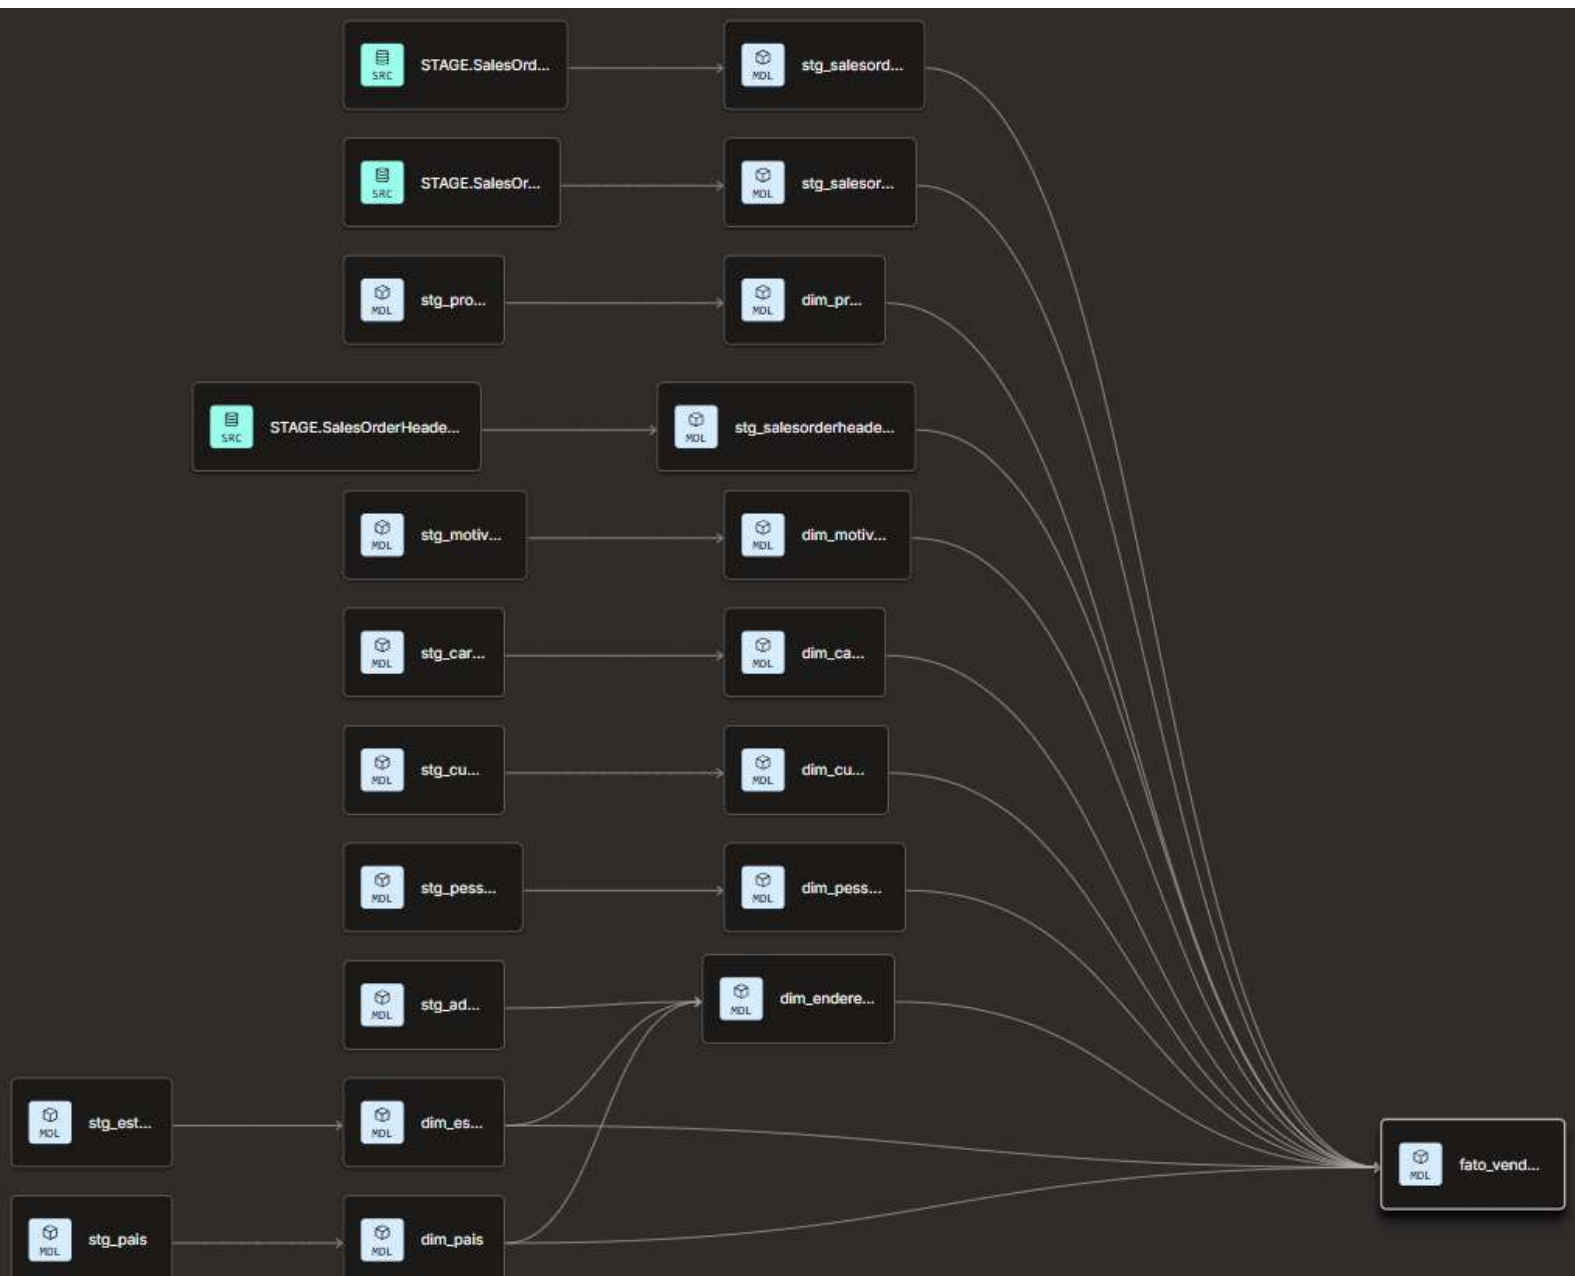 SRC STAGE.SalesOrd...
MDL stg_salesord...
SRC STAGE.SalesOr...
MDL stg_salesor...
MDL stg_pro...
MDL dim_pr...
SRC STAGE.SalesOrderHeade...
MDL stg_salesorderheade...
MDL stg_motiv...
MDL dim_motiv...
MDL stg_car...
MDL dim_ca...
MDL stg_cu...
MDL dim_cu...
MDL stg_pess...
MDL dim_pess...
MDL stg_ad...
MDL dim_endere...
MDL stg_est...
MDL dim_es...
MDL fato_vend...
MDL stg_pais
MDL dim_pais